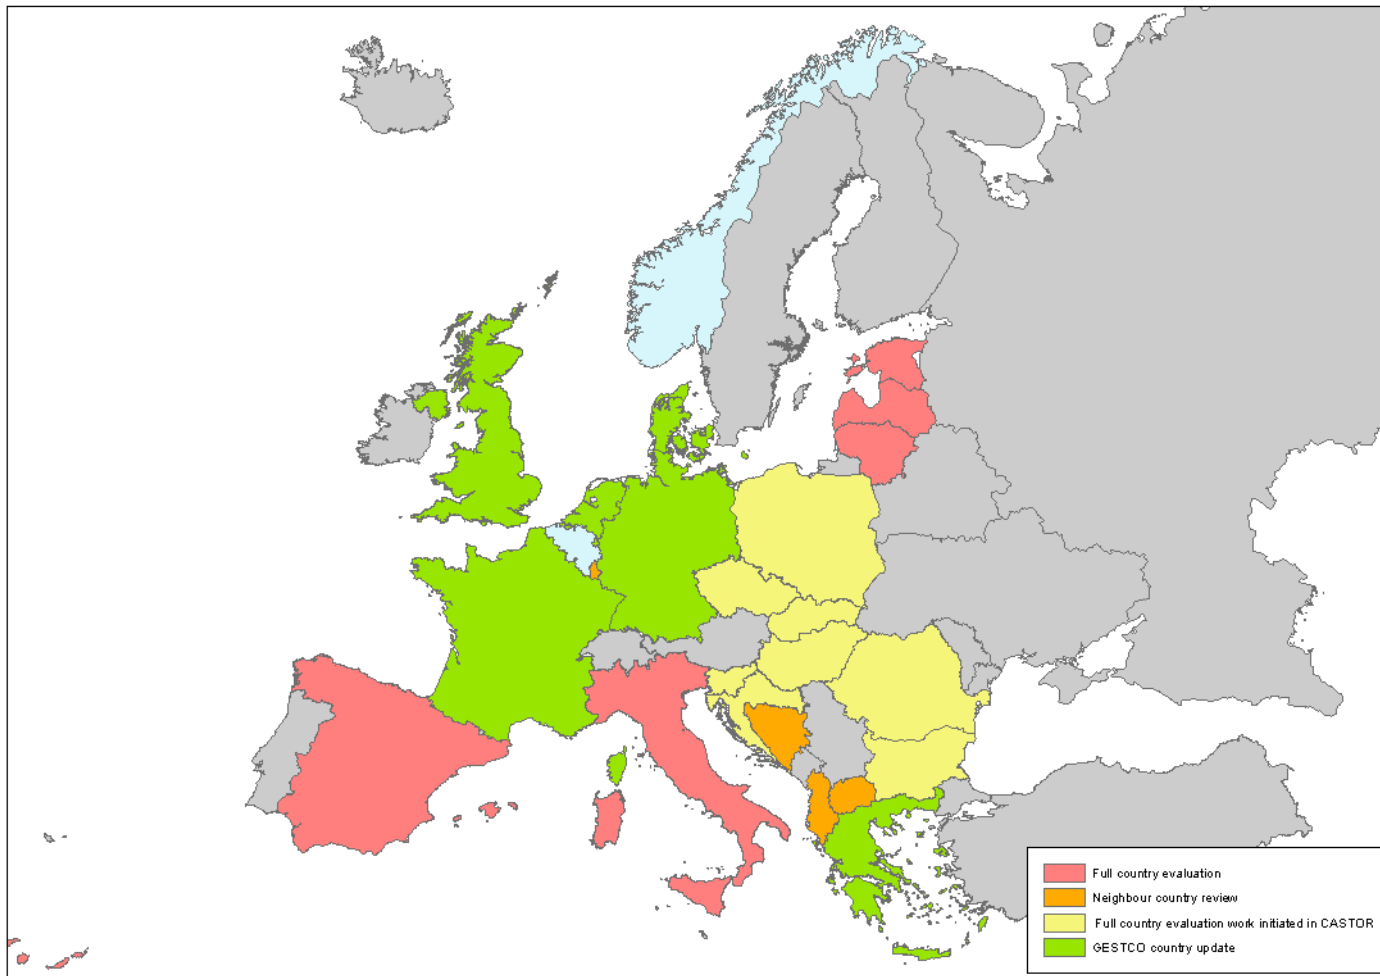 Full country evaluation
Neighbour country review
Full country evaluation work initiated in CASTOR
GESTCO country update